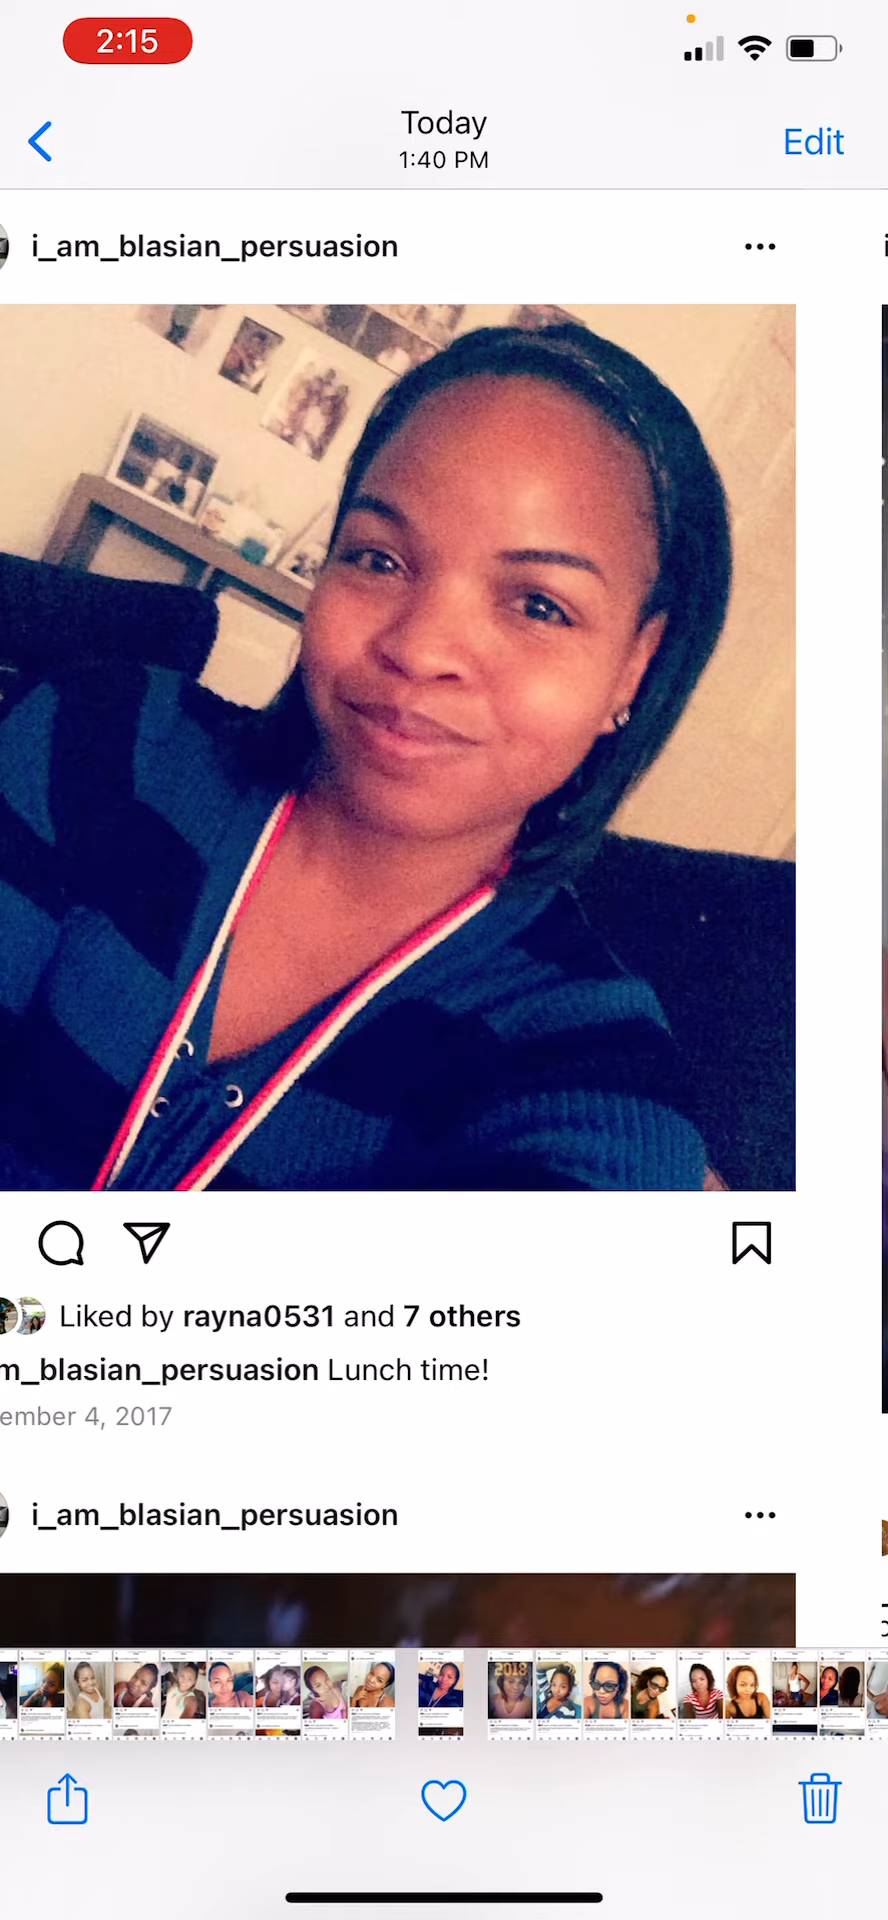 2:15
Today
1:40 PM
Edit
i_am_blasian_persuasion
Liked by rayna0531 and 7 others
m_blasian_persuasion Lunch time!
ember 4, 2017
i_am_blasian_persuasion
2018